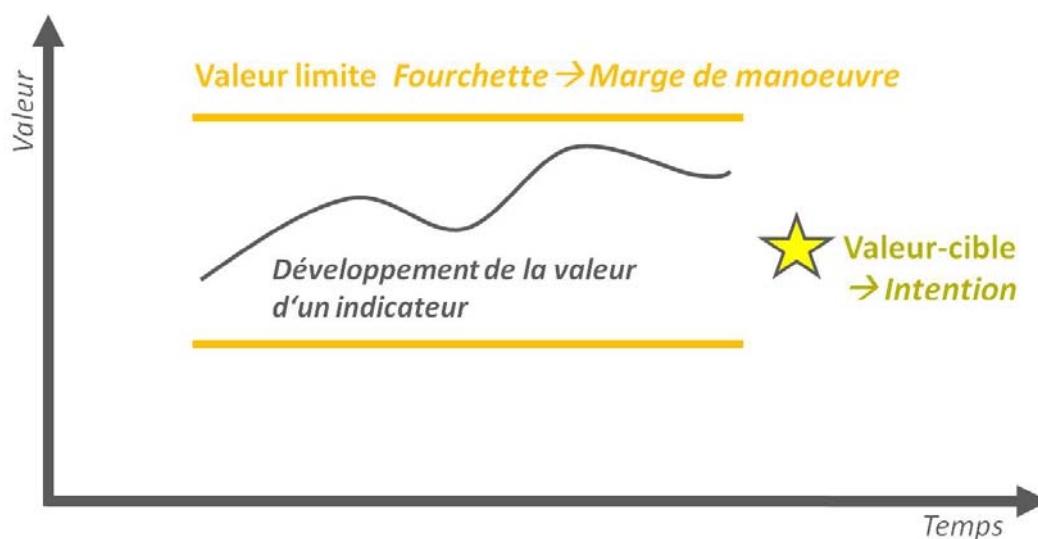 Valeur
Valeur limite Fourchette → Marge de manoeuvre
Développement de la valeur
d‘un indicateur
Valeur-cible
→ Intention
Temps